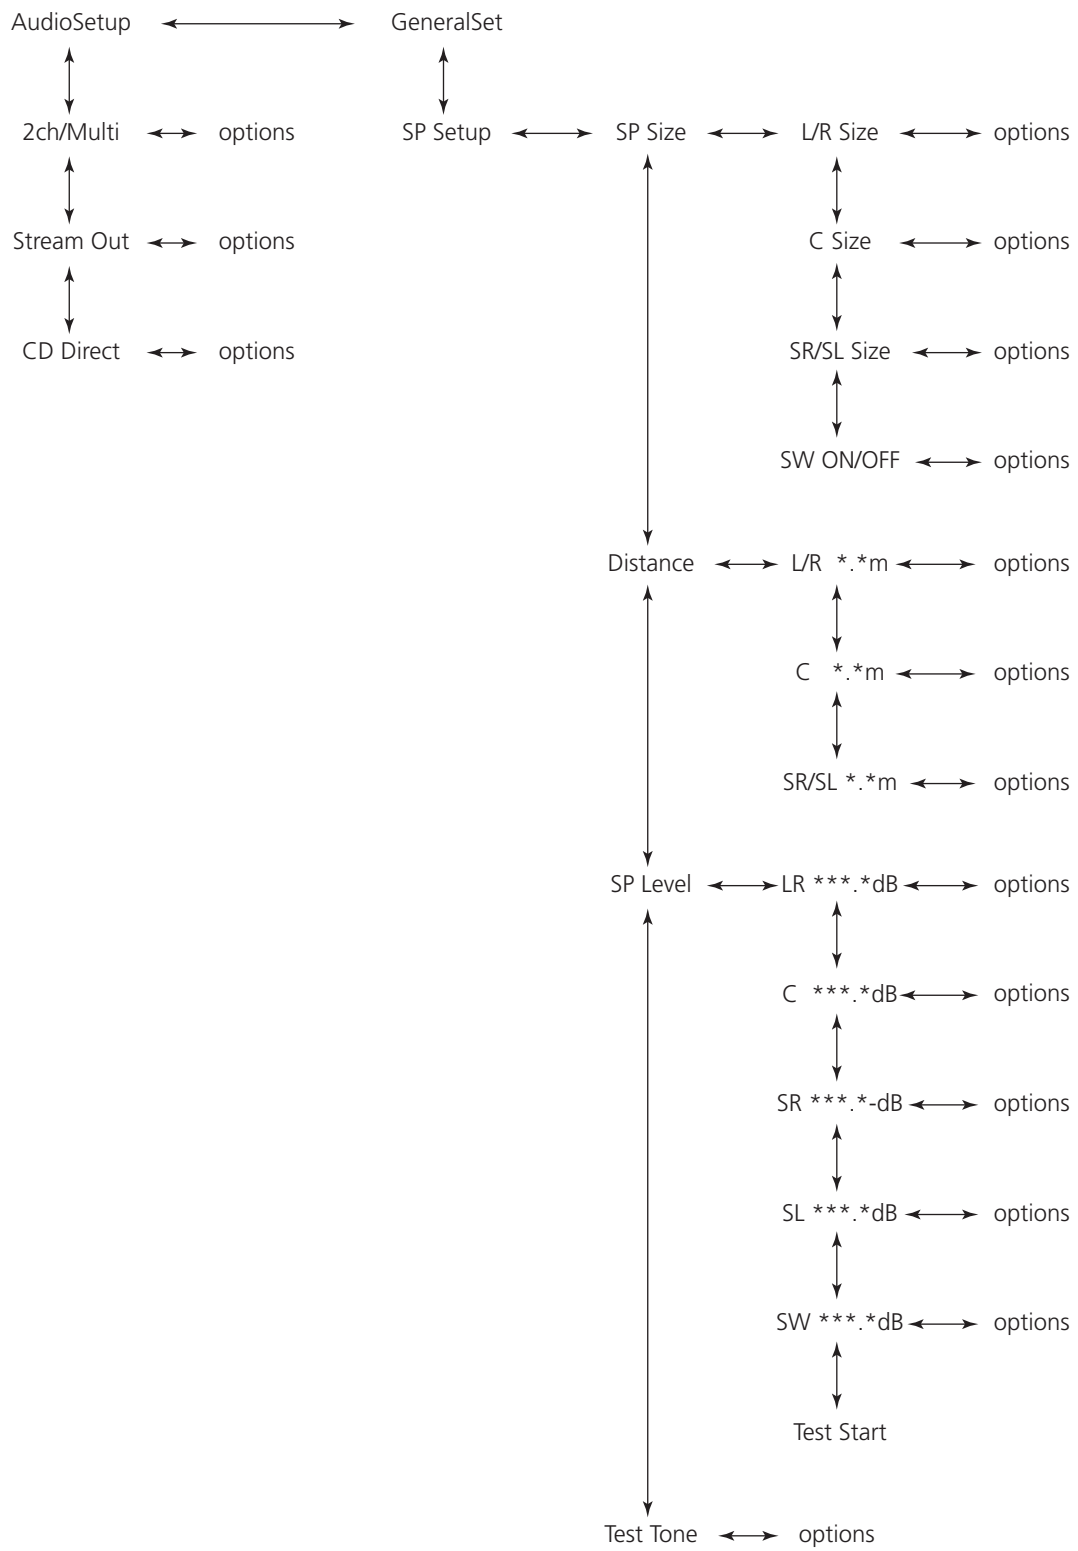 AudioSetup GeneralSet
2ch/Multi options SP Setup SP Size L/R Size options
Stream Out options C Size options
CD Direct options SR/SL Size options
SW ON/OFF options
Distance L/R *.*m options
C *.*m options
SR/SL *.*m options
SP Level LR ***.*dB options
C ***.*dB options
SR ***.*-dB options
SL ***.*dB options
SW ***.*dB options
Test Start
Test Tone options